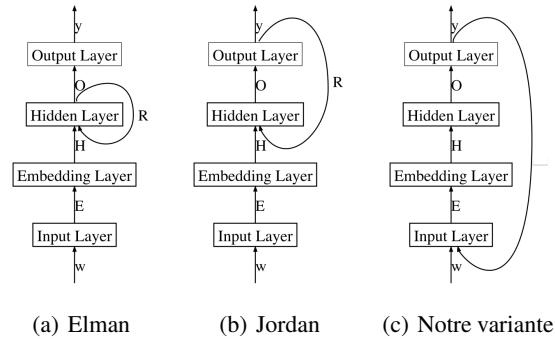 y
Output Layer
O
Hidden Layer
R
H
Embedding Layer
E
Input Layer
w
(a) Elman
y
Output Layer
O
R
Hidden Layer
H
Embedding Layer
E
Input Layer
w
(b) Jordan
y
Output Layer
O
Hidden Layer
H
Embedding Layer
E
Input Layer
w
(c) Notre variante